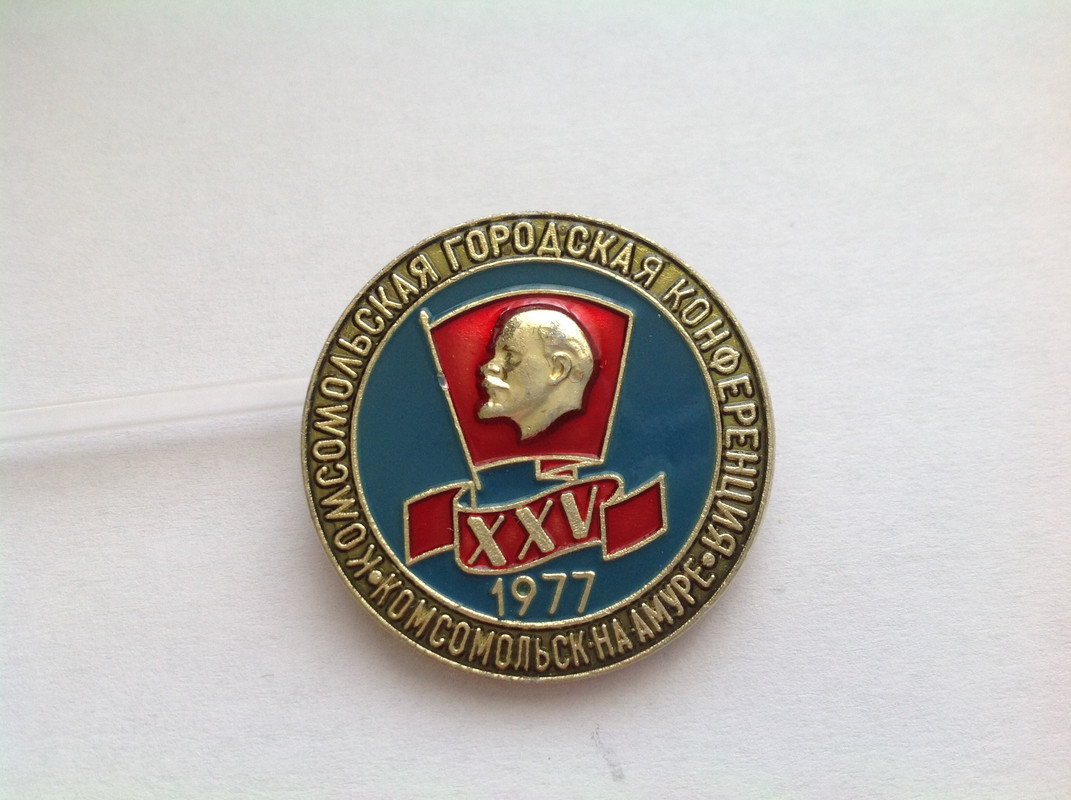 КОМСОМОЛЬСКАЯ ГОРОДСКАЯ КОНФЕРЕНЦИЯ
XXV
1977
• КОМСОМОЛЬСК-НА-АМУРЕ •